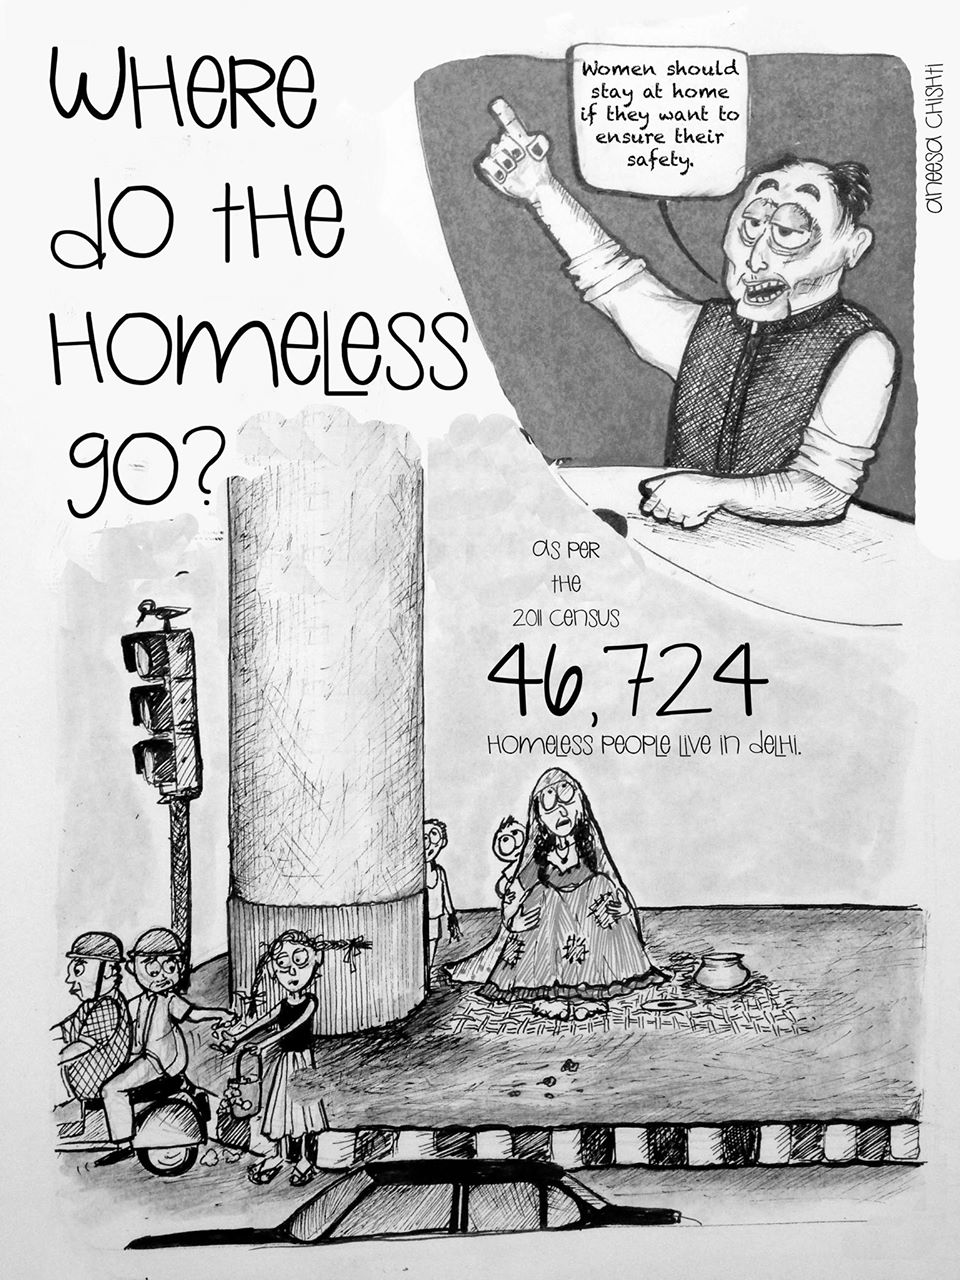 Where
do the
Homeless
go?
Women should
stay at home
if they want to
ensure their
safety.
aneesa chishti
as per
the
2011 census
46,724
Homeless people live in delhi.